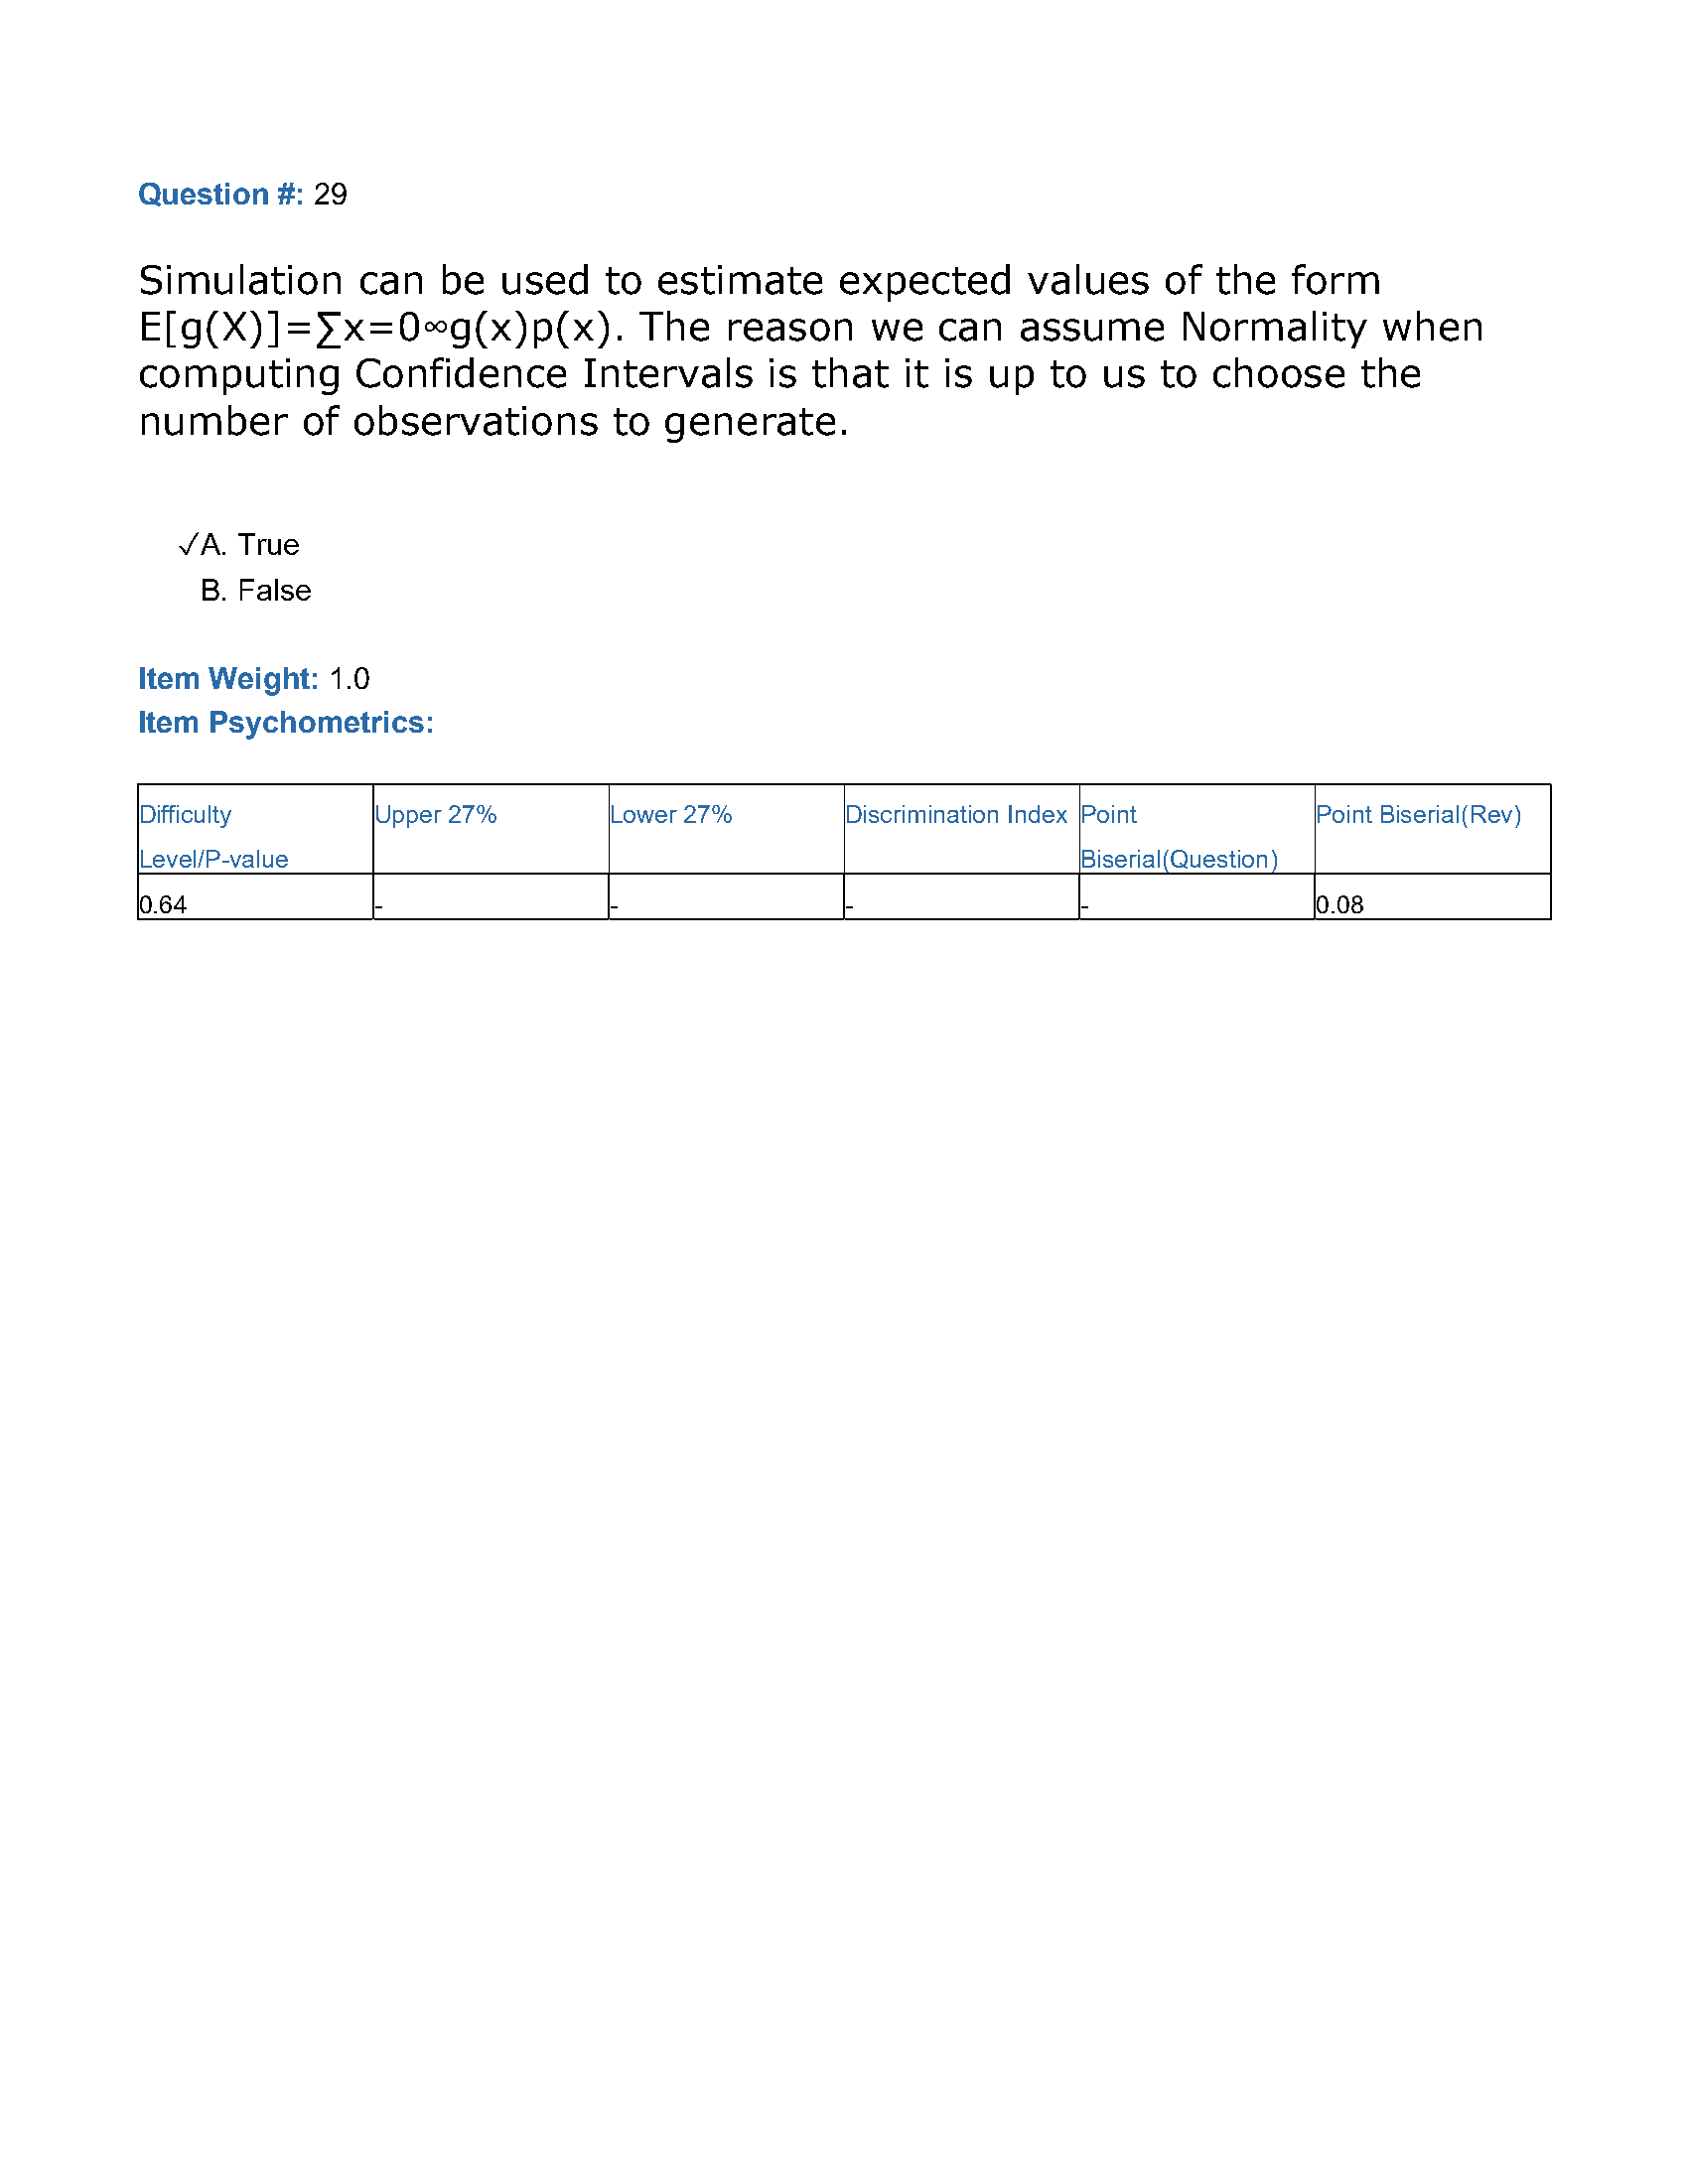 Question #: 29
Simulation can be used to estimate expected values of the form
E[g(X)]=∑x=0∞g(x)p(x). The reason we can assume Normality when
computing Confidence Intervals is that it is up to us to choose the
number of observations to generate.
✓A. True
B. False
Item Weight: 1.0
Item Psychometrics:
Difficulty Level/P-value Upper 27% Lower 27% Discrimination Index Point Biserial(Question) Point Biserial(Rev)
0.64 - - - - 0.08